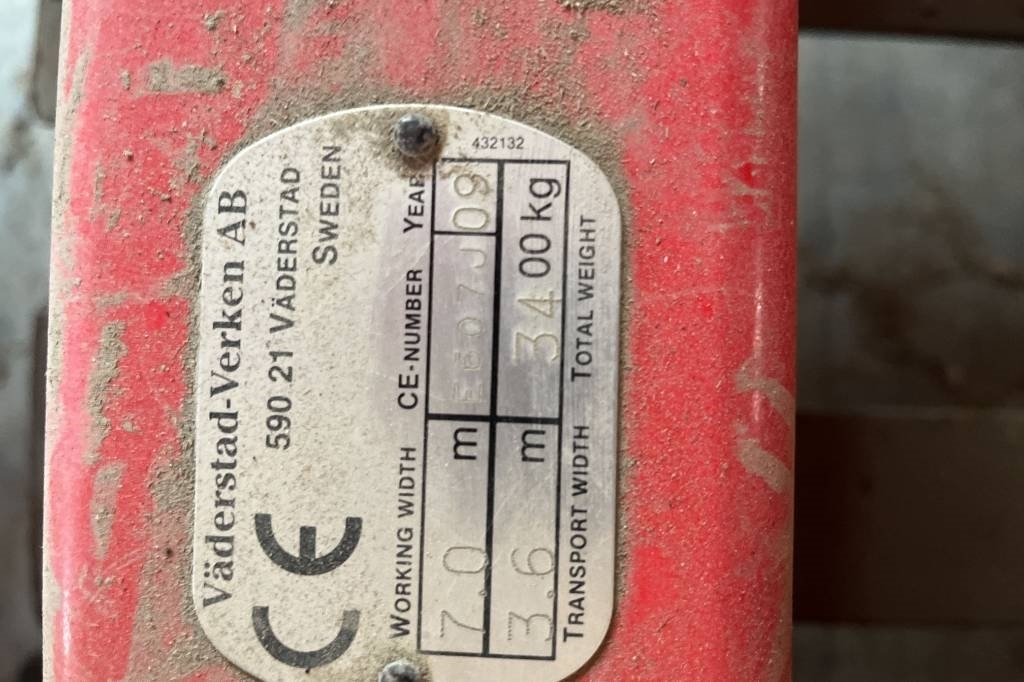 Väderstad-Verken AB
590 21 VÄDERSTAD
CE SWEDEN
WORKING WIDTH CE-NUMBER YEAR
7.0 m 09
3.6 m 3400 kg
TRANSPORT WIDTH TOTAL WEIGHT
432132